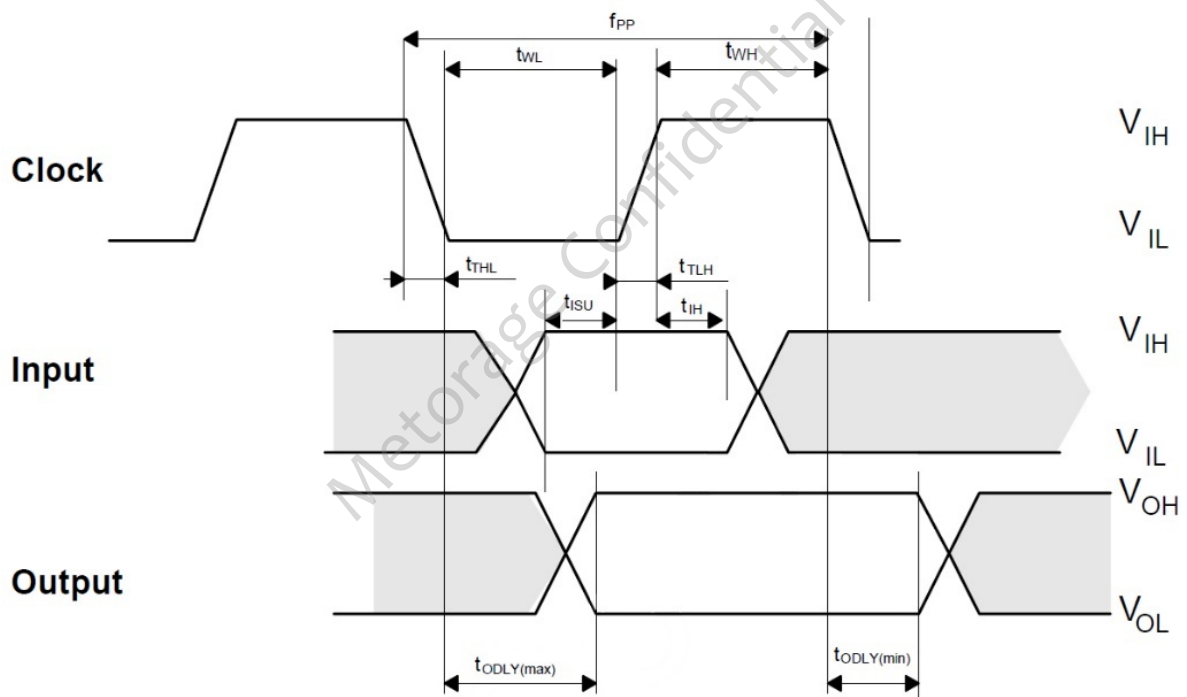 fPP
tWL
tWH
Clock
VIH
VIL
tTHL
tTLH
tISU
tIH
Input
VIH
VIL
Output
VOH
VOL
tODLY(max)
tODLY(min)
Metorage Confidential